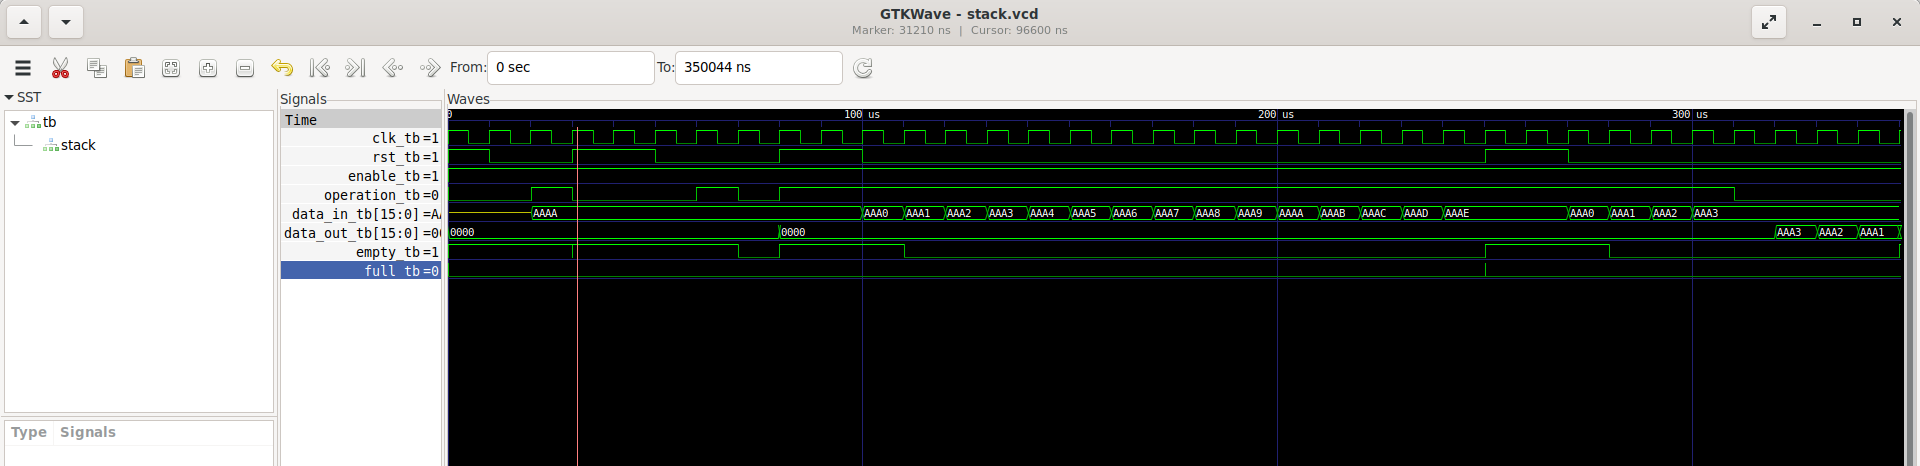 GTKWave - stack.vcd
Marker: 31210 ns | Cursor: 96600 ns
From: 0 sec To: 350044 ns
SST
tb
stack
Type Signals
Signals
Time
clk_tb=1
rst_tb=1
enable_tb=1
operation_tb=0
data_in_tb[15:0]=AA
data_out_tb[15:0]=00
empty_tb=1
full_tb=0
Waves
0 100 us 200 us 300 us
AAAA AAA0 AAA1 AAA2 AAA3 AAA4 AAA5 AAA6 AAA7 AAA8 AAA9 AAAA AAAB AAAC AAAD AAAE AAA0 AAA1 AAA2 AAA3
0000 0000 AAA3 AAA2 AAA1